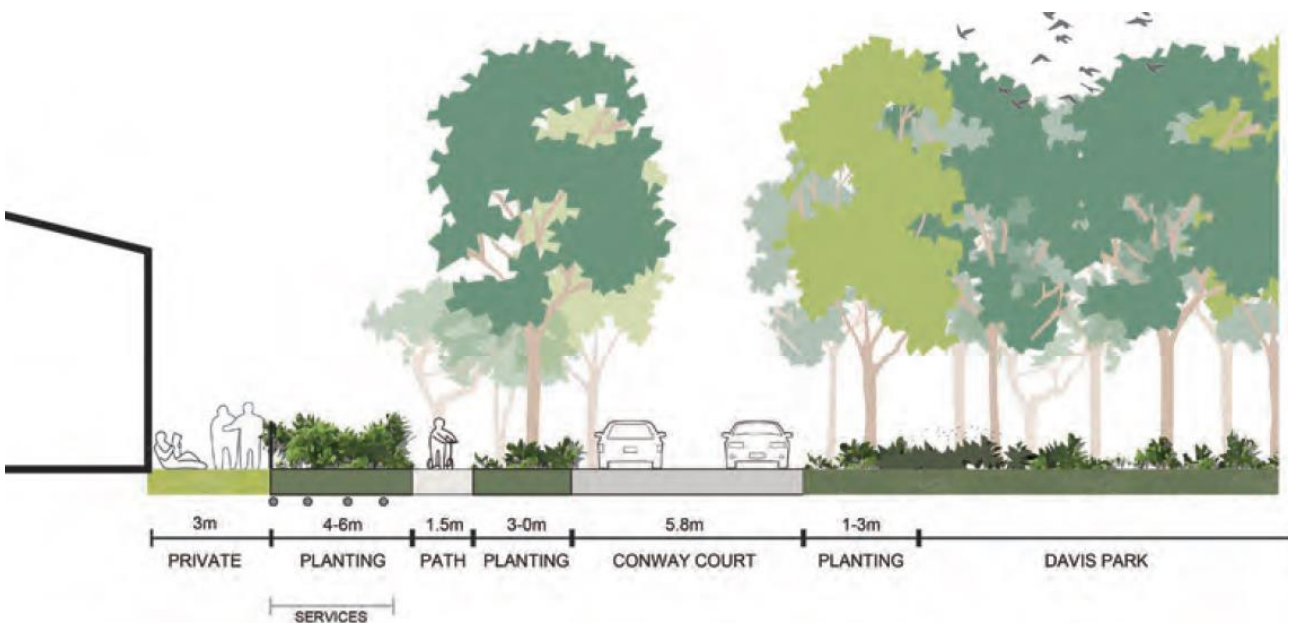 3m 4-6m 1.5m 3-0m 5.8m 1-3m
PRIVATE PLANTING PATH PLANTING CONWAY COURT PLANTING DAVIS PARK
SERVICES